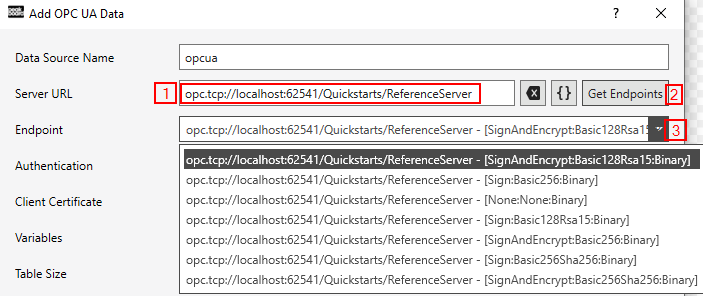 peak board
Add OPC UA Data
?
Data Source Name
opcua
Server URL
1
opc.tcp://localhost:62541/Quickstarts/ReferenceServer
{}
Get Endpoints
2
Endpoint
opc.tcp://localhost:62541/Quickstarts/ReferenceServer - [SignAndEncrypt:Basic128Rsa15
3
Authentication
opc.tcp://localhost:62541/Quickstarts/ReferenceServer - [SignAndEncrypt:Basic128Rsa15:Binary]
opc.tcp://localhost:62541/Quickstarts/ReferenceServer - [Sign:Basic256:Binary]
Client Certificate
opc.tcp://localhost:62541/Quickstarts/ReferenceServer - [None:None:Binary]
opc.tcp://localhost:62541/Quickstarts/ReferenceServer - [Sign:Basic128Rsa15:Binary]
Variables
opc.tcp://localhost:62541/Quickstarts/ReferenceServer - [SignAndEncrypt:Basic256:Binary]
opc.tcp://localhost:62541/Quickstarts/ReferenceServer - [Sign:Basic256Sha256:Binary]
Table Size
opc.tcp://localhost:62541/Quickstarts/ReferenceServer - [SignAndEncrypt:Basic256Sha256:Binary]